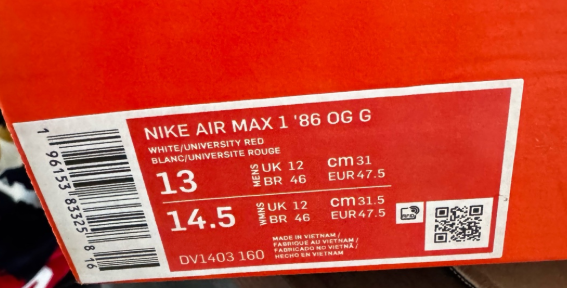 NIKE AIR MAX 1 '86 OG G
WHITE/UNIVERSITY RED
BLANC/UNIVERSITE ROUGE
13 MENS UK 12 cm 31
BR 46 EUR 47.5
14.5 WMNS UK 12 cm 31.5
BR 46 EUR 47.5
DV1403 160
MADE IN VIETNAM /
FABRIQUE AU VIETNAM /
FABRICADO NO VIETNÃ /
HECHO EN VIETNAM
1 96153 83325 8 16